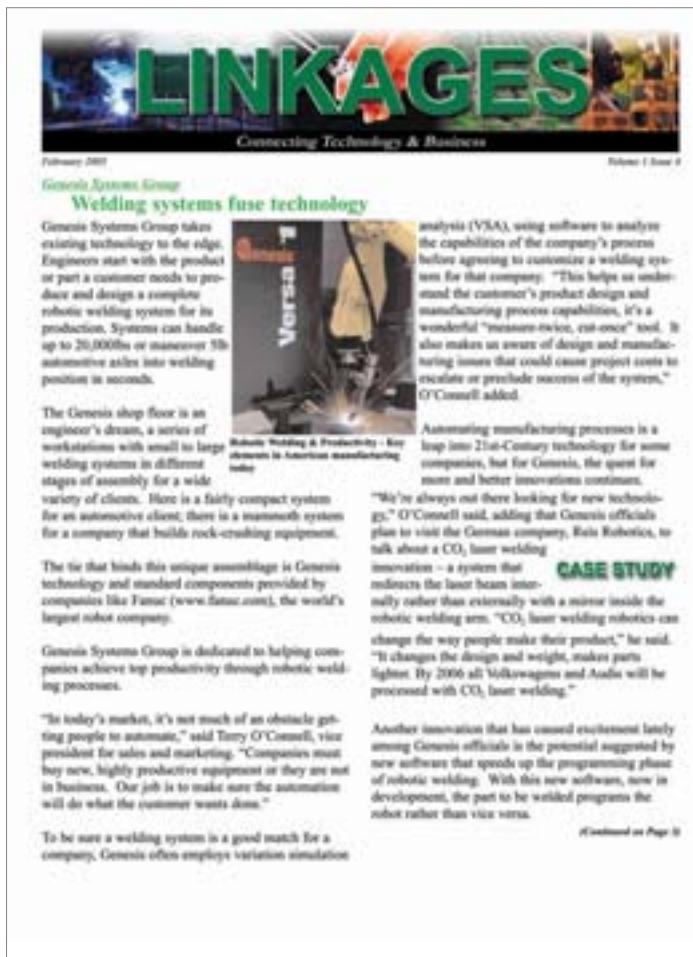 LINKAGES
Connecting Technology & Business
February 2005
Volume 1 Issue 4
Genesis Systems Group
Welding systems fuse technology
Genesis Systems Group takes
existing technology to the edge.
Engineers start with the product
or part a customer needs to pro-
duce and design a complete
robotic welding system for its
production. Systems can handle
up to 20,000lbs or maneuver 5lb
automotive axles into welding
position in seconds.
The Genesis shop floor is an
engineer's dream, a series of
workstations with small to large
welding systems in different
stages of assembly for a wide
variety of clients. Here is a fairly compact system
for an automotive client; there is a mammoth system
for a company that builds rock-crushing equipment.
The tie that binds this unique assemblage is Genesis
technology and standard components provided by
companies like Fanuc (www.fanuc.com), the world's
largest robot company.
Genesis Systems Group is dedicated to helping com-
panies achieve top productivity through robotic weld-
ing processes.
"In today's market, it's not much of an obstacle get-
ting people to automate," said Terry O'Connell, vice
president for sales and marketing. "Companies must
buy new, highly productive equipment or they are not
in business. Our job is to make sure the automation
will do what the customer wants done."
To be sure a welding system is a good match for a
company, Genesis often employs variation simulation
Genesis
Versa 1
Robotic Welding & Productivity - Key
elements in American manufacturing
today
analysis (VSA), using software to analyze
the capabilities of the company's process
before agreeing to customize a welding sys-
tem for that company. "This helps us under-
stand the customer's product design and
manufacturing process capabilities, it's a
wonderful "measure-twice, cut-once" tool. It
also makes us aware of design and manufac-
turing issues that could cause project costs to
escalate or preclude success of the system,"
O'Connell added.
Automating manufacturing processes is a
leap into 21st-Century technology for some
companies, but for Genesis, the quest for
more and better innovations continues.
"We're always out there looking for new technolo-
gy," O'Connell said, adding that Genesis officials
plan to visit the German company, Reis Robotics, to
talk about a CO₂ laser welding
innovation – a system that
redirects the laser beam inter-
nally rather than externally with a mirror inside the
robotic welding arm. "CO₂ laser welding robotics can
change the way people make their product," he said.
"It changes the design and weight, makes parts
lighter. By 2006 all Volkswagens and Audis will be
processed with CO₂ laser welding."
CASE STUDY
Another innovation that has caused excitement lately
among Genesis officials is the potential suggested by
new software that speeds up the programming phase
of robotic welding. With this new software, now in
development, the part to be welded programs the
robot rather than vice versa.
(Continued on Page